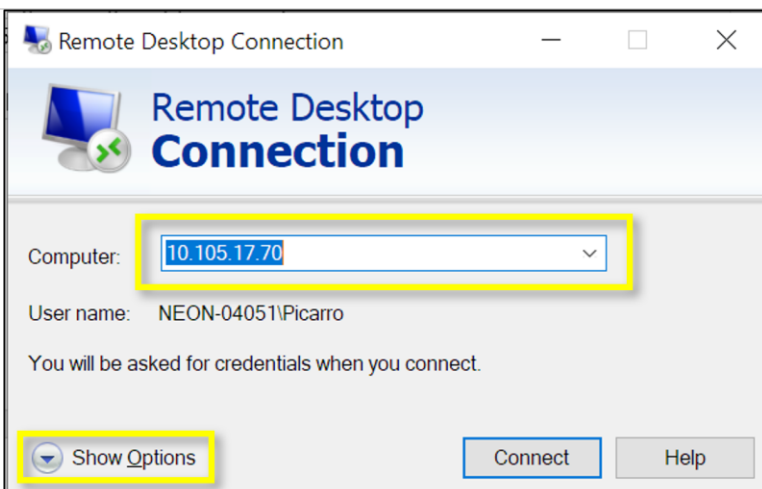 Remote Desktop Connection
Remote Desktop
Connection
Computer: 10.105.17.70
User name: NEON-04051\Picarro
You will be asked for credentials when you connect.
Show Options Connect Help